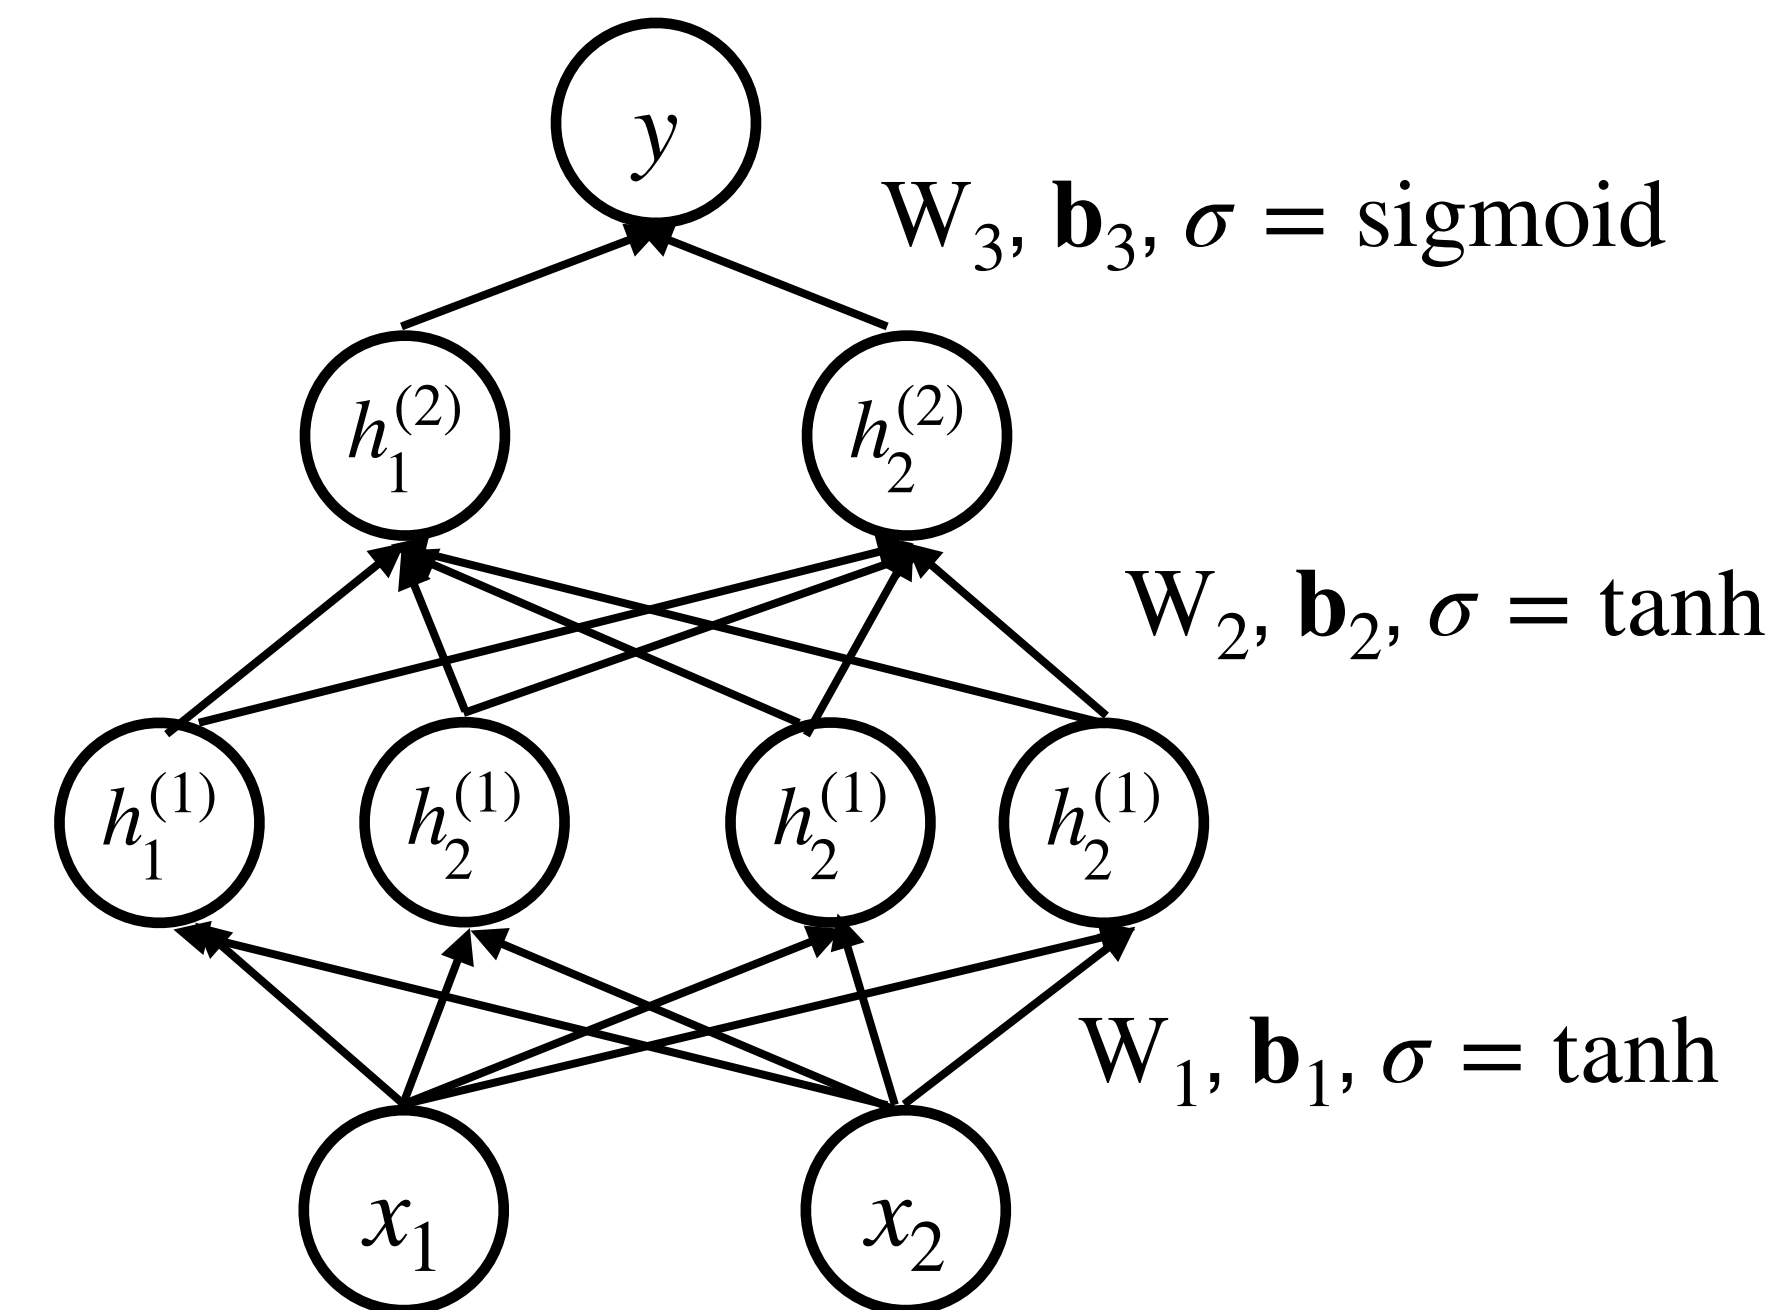 y
W₃, b₃, σ = sigmoid
h₁⁽²⁾ h₂⁽²⁾
W₂, b₂, σ = tanh
h₁⁽¹⁾ h₂⁽¹⁾ h₂⁽¹⁾ h₂⁽¹⁾
W₁, b₁, σ = tanh
x₁ x₂